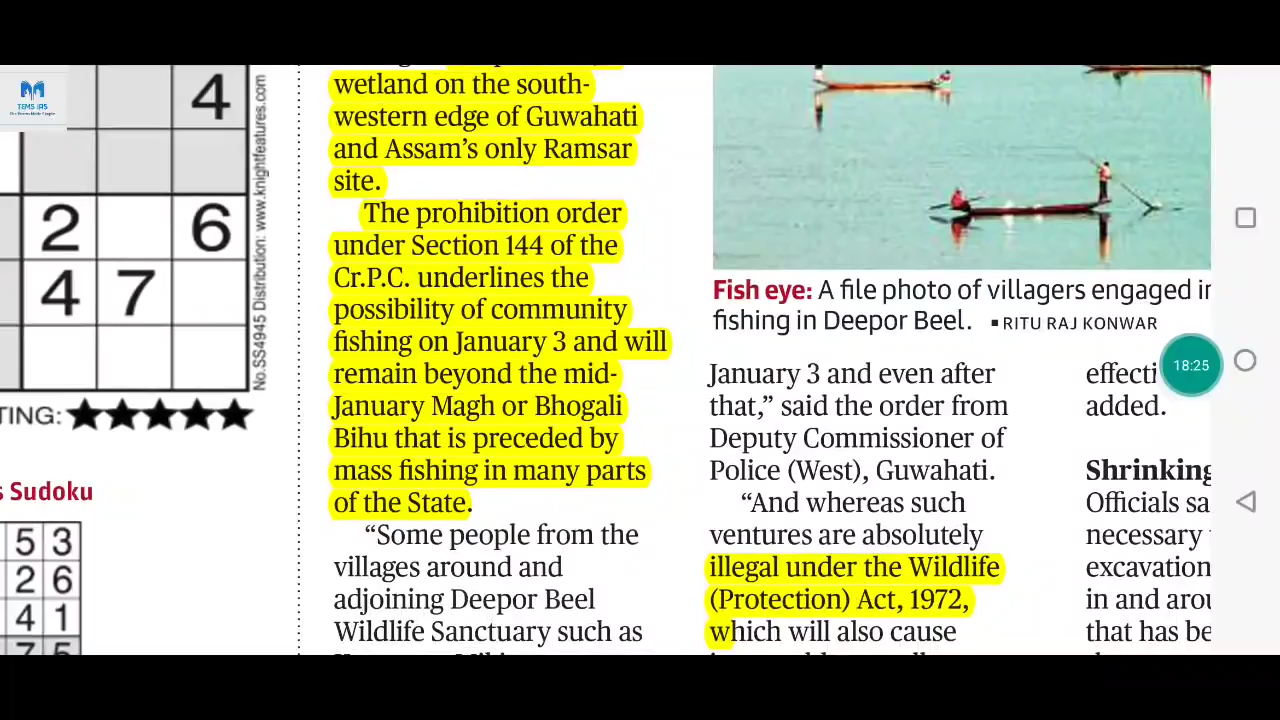 TEMS IAS
4
2 6
4 7
No.SS4945 Distribution: www.knightfeatures.com
TING: ★★★★★
s Sudoku
5 3
2 6
4 1
7 5
wetland on the south-
western edge of Guwahati
and Assam's only Ramsar
site.
The prohibition order
under Section 144 of the
Cr.P.C. underlines the
possibility of community
fishing on January 3 and will
remain beyond the mid-
January Magh or Bhogali
Bihu that is preceded by
mass fishing in many parts
of the State.
“Some people from the
villages around and
adjoining Deepor Beel
Wildlife Sanctuary such as
Fish eye: A file photo of villagers engaged in
fishing in Deepor Beel. ▪RITU RAJ KONWAR
January 3 and even after
that,” said the order from
Deputy Commissioner of
Police (West), Guwahati.
“And whereas such
ventures are absolutely
illegal under the Wildlife
(Protection) Act, 1972,
which will also cause
effecti
added.
Shrinking
Officials sa
necessary
excavation
in and arou
that has be
18:25